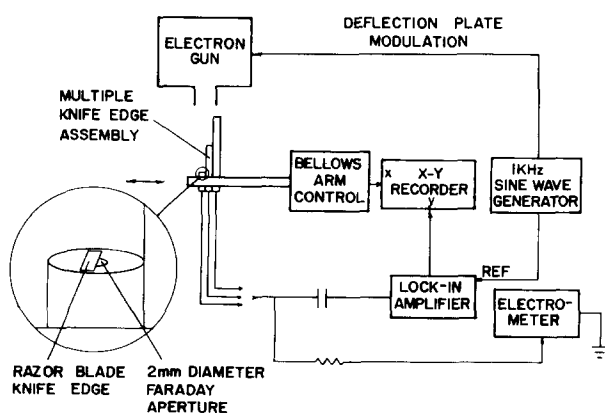 DEFLECTION PLATE
MODULATION
ELECTRON
GUN
MULTIPLE
KNIFE EDGE
ASSEMBLY
BELLOWS
ARM
CONTROL
X
X-Y
RECORDER
y
1KHz
SINE WAVE
GENERATOR
REF
LOCK-IN
AMPLIFIER
ELECTRO-
METER
RAZOR BLADE
KNIFE EDGE
2mm DIAMETER
FARADAY
APERTURE